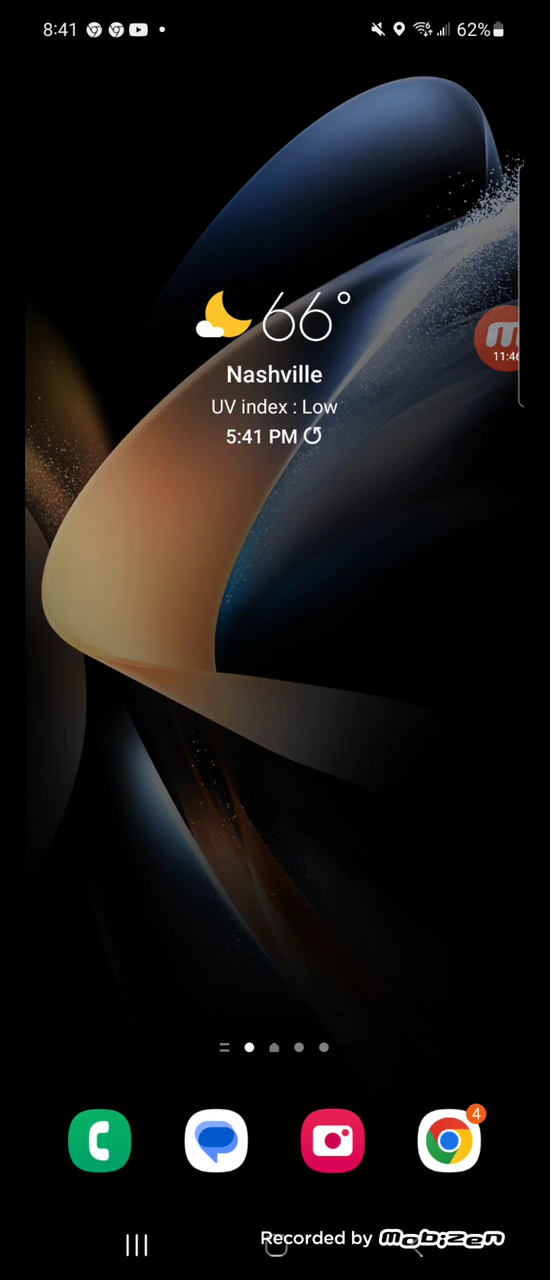 8:41 62%
66°
11:46
Nashville
UV index : Low
5:41 PM
4
Recorded by mobizen